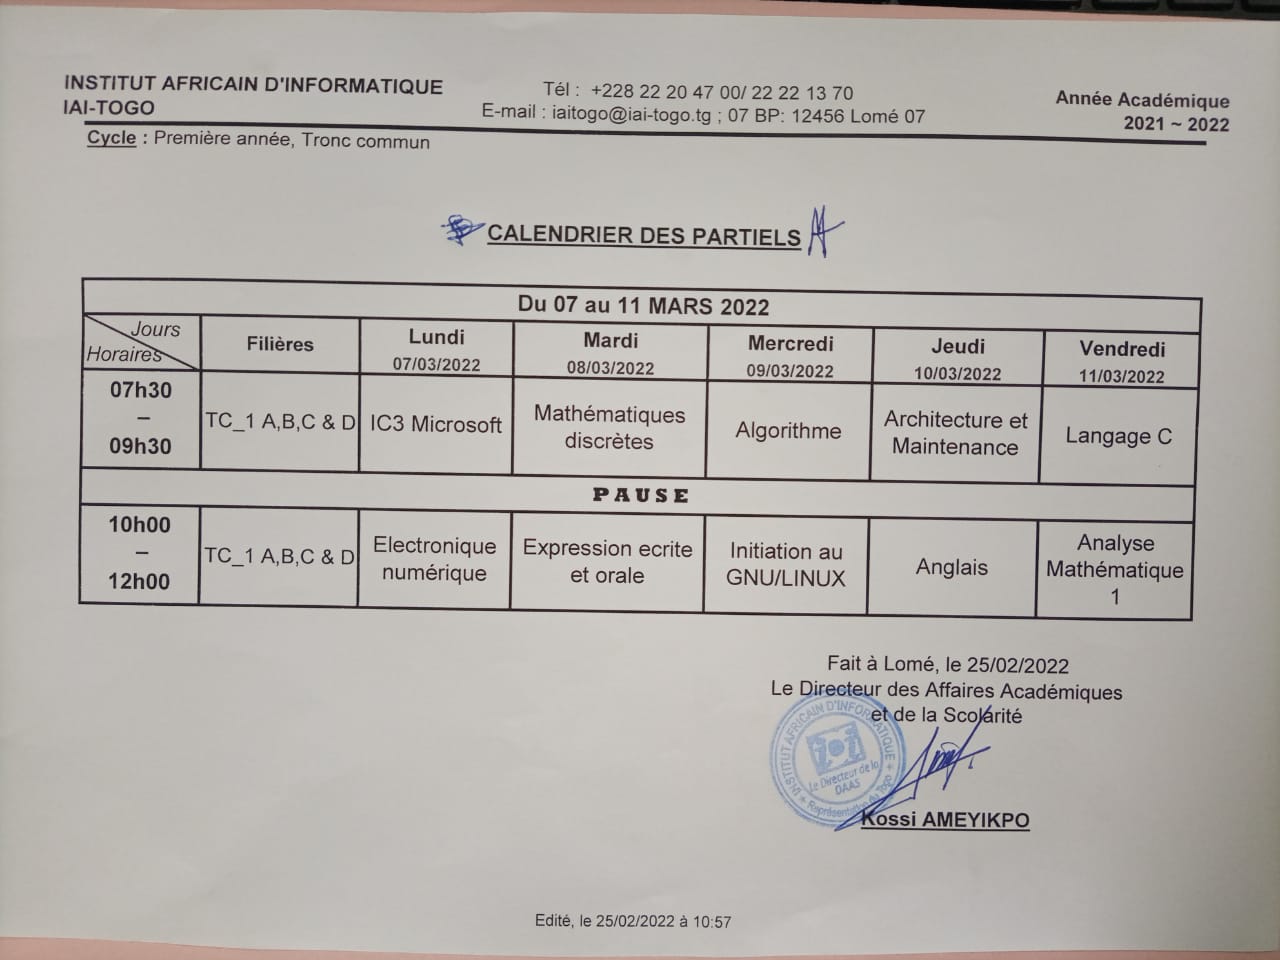 INSTITUT AFRICAIN D'INFORMATIQUE
IAI-TOGO
Tél : +228 22 20 47 00/ 22 22 13 70
E-mail : iaitogo@iai-togo.tg ; 07 BP: 12456 Lomé 07
Année Académique
2021 ~ 2022
Cycle : Première année, Tronc commun
CALENDRIER DES PARTIELS
Du 07 au 11 MARS 2022
Jours
Horaires
Filières
Lundi
07/03/2022
Mardi
08/03/2022
Mercredi
09/03/2022
Jeudi
10/03/2022
Vendredi
11/03/2022
07h30
–
09h30
TC_1 A,B,C & D
IC3 Microsoft
Mathématiques
discrètes
Algorithme
Architecture et
Maintenance
Langage C
PAUSE
10h00
–
12h00
TC_1 A,B,C & D
Electronique
numérique
Expression ecrite
et orale
Initiation au
GNU/LINUX
Anglais
Analyse
Mathématique
1
Fait à Lomé, le 25/02/2022
Le Directeur des Affaires Académiques
et de la Scolarité
INSTITUT AFRICAIN D'INFORMATIQUE
Le Directeur de la
DAAS
Représentation du Togo
Kossi AMEYIKPO
Edité, le 25/02/2022 à 10:57